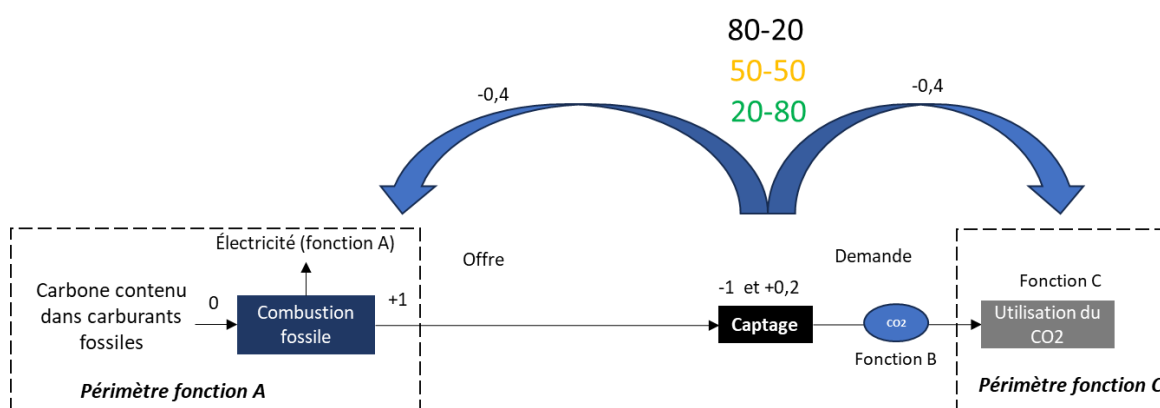 80-20
50-50
20-80
-0,4
-0,4
Électricité (fonction A)
Offre
Demande
Fonction C
Carbone contenu
dans carburants
fossiles
0
Combustion
fossile
+1
-1 et +0,2
Captage
CO2
Fonction B
Utilisation du
CO2
Périmètre fonction A
Périmètre fonction C